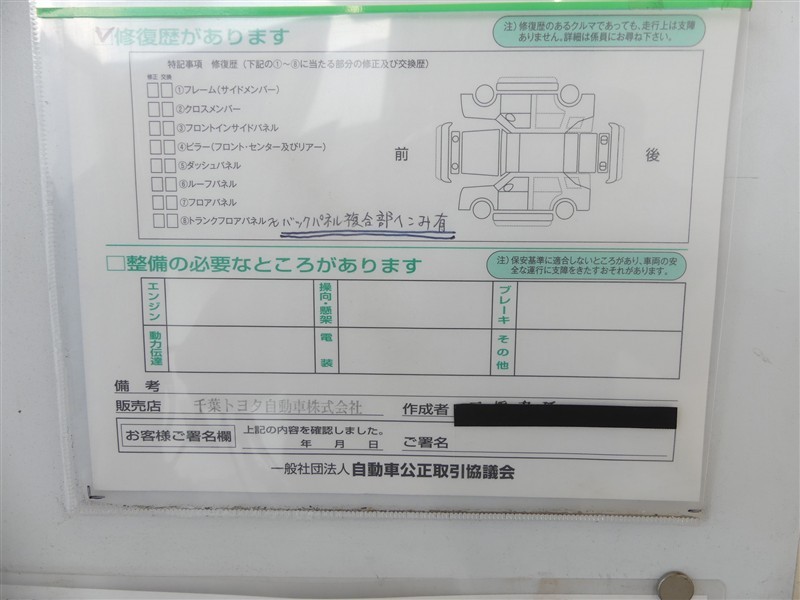 修復歴があります
注）修復歴のあるクルマであっても、走行上は支障
ありません。詳細は係員にお尋ね下さい。
特記事項 修復歴（下記の①～⑧に当たる部分の修正及び交換歴）
修正 交換
①フレーム（サイドメンバー）
②クロスメンバー
③フロントインサイドパネル
④ピラー（フロント・センター及びリアー）
⑤ダッシュパネル
⑥ルーフパネル
⑦フロアパネル
⑧トランクフロアパネル バックパネル複合部へこみ有
前
後
整備の必要なところがあります
注）保安基準に適合しないところがあり、車両の安
全な運行に支障をきたすおそれがあります。
エンジン
操向・懸架
ブレーキ
動力伝達
電装
その他
備考
販売店 千葉トヨタ自動車株式会社 作成者
お客様ご署名欄 上記の内容を確認しました。
年 月 日 ご署名
一般社団法人 自動車公正取引協議会